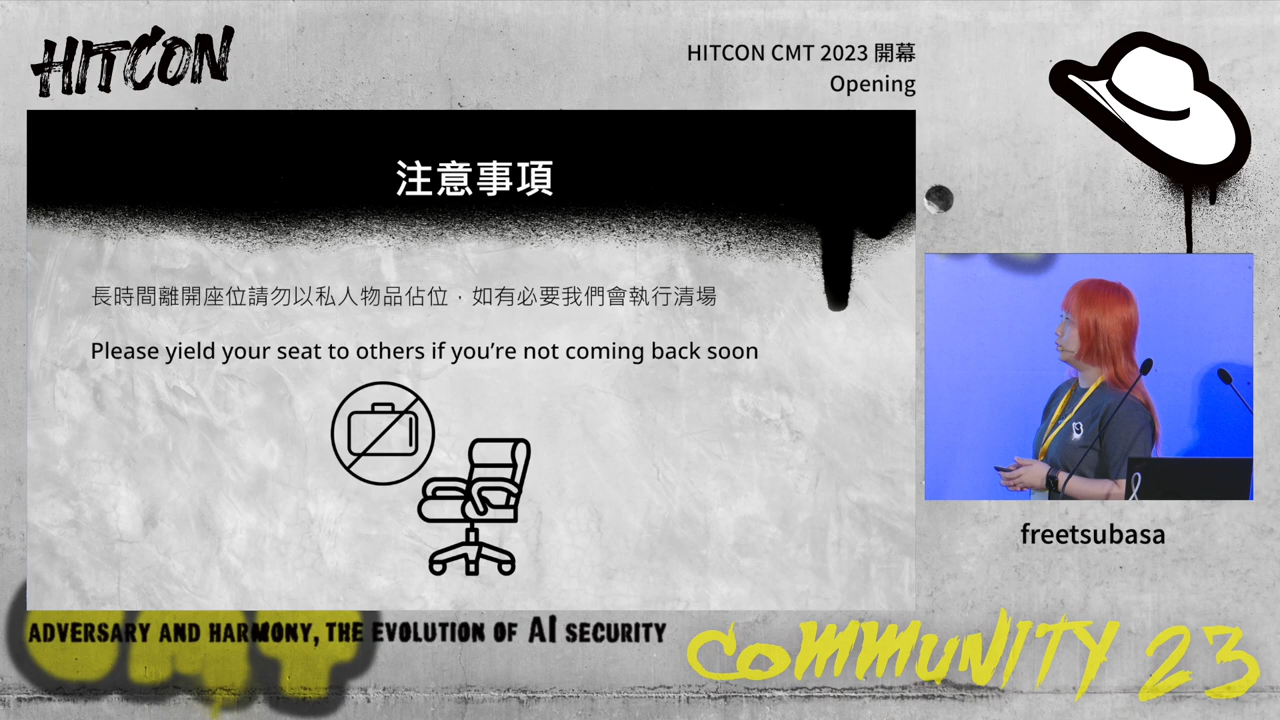 HITCON
HITCON CMT 2023 開幕
Opening
注意事項
長時間離開座位請勿以私人物品佔位，如有必要我們會執行清場
Please yield your seat to others if you’re not coming back soon
freetsubasa
CMT
ADVERSARY AND HARMONY, THE EVOLUTION OF AI SECURITY
COMMUNITY 23